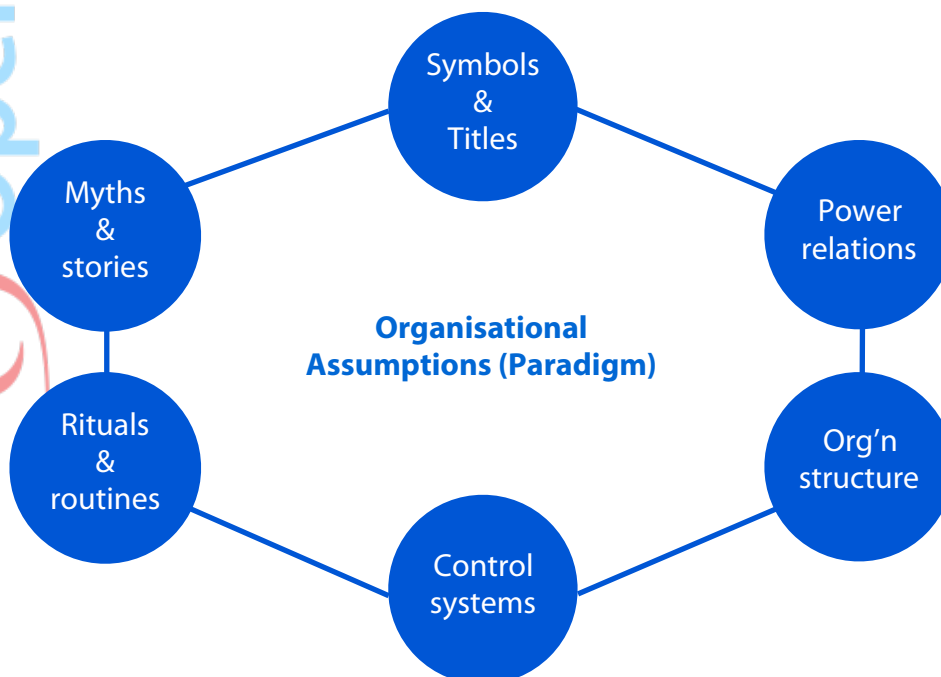 Symbols
&
Titles
Myths
&
stories
Power
relations
Organisational
Assumptions (Paradigm)
Rituals
&
routines
Org’n
structure
Control
systems